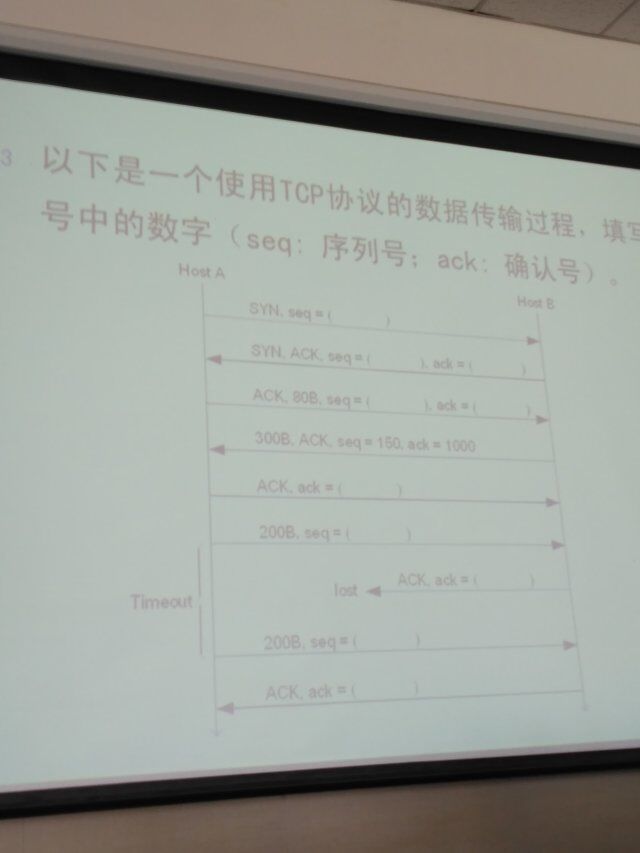 3 以下是一个使用TCP协议的数据传输过程，填写
号中的数字（seq: 序列号；ack: 确认号）。
Host A
Host B
SYN, seq = ( )
SYN, ACK, seq = ( ), ack = ( )
ACK, 80B, seq = ( ), ack = ( )
300B, ACK, seq = 150, ack = 1000
ACK, ack = ( )
200B, seq = ( )
ACK, ack = ( )
lost
Timeout
200B, seq = ( )
ACK, ack = ( )